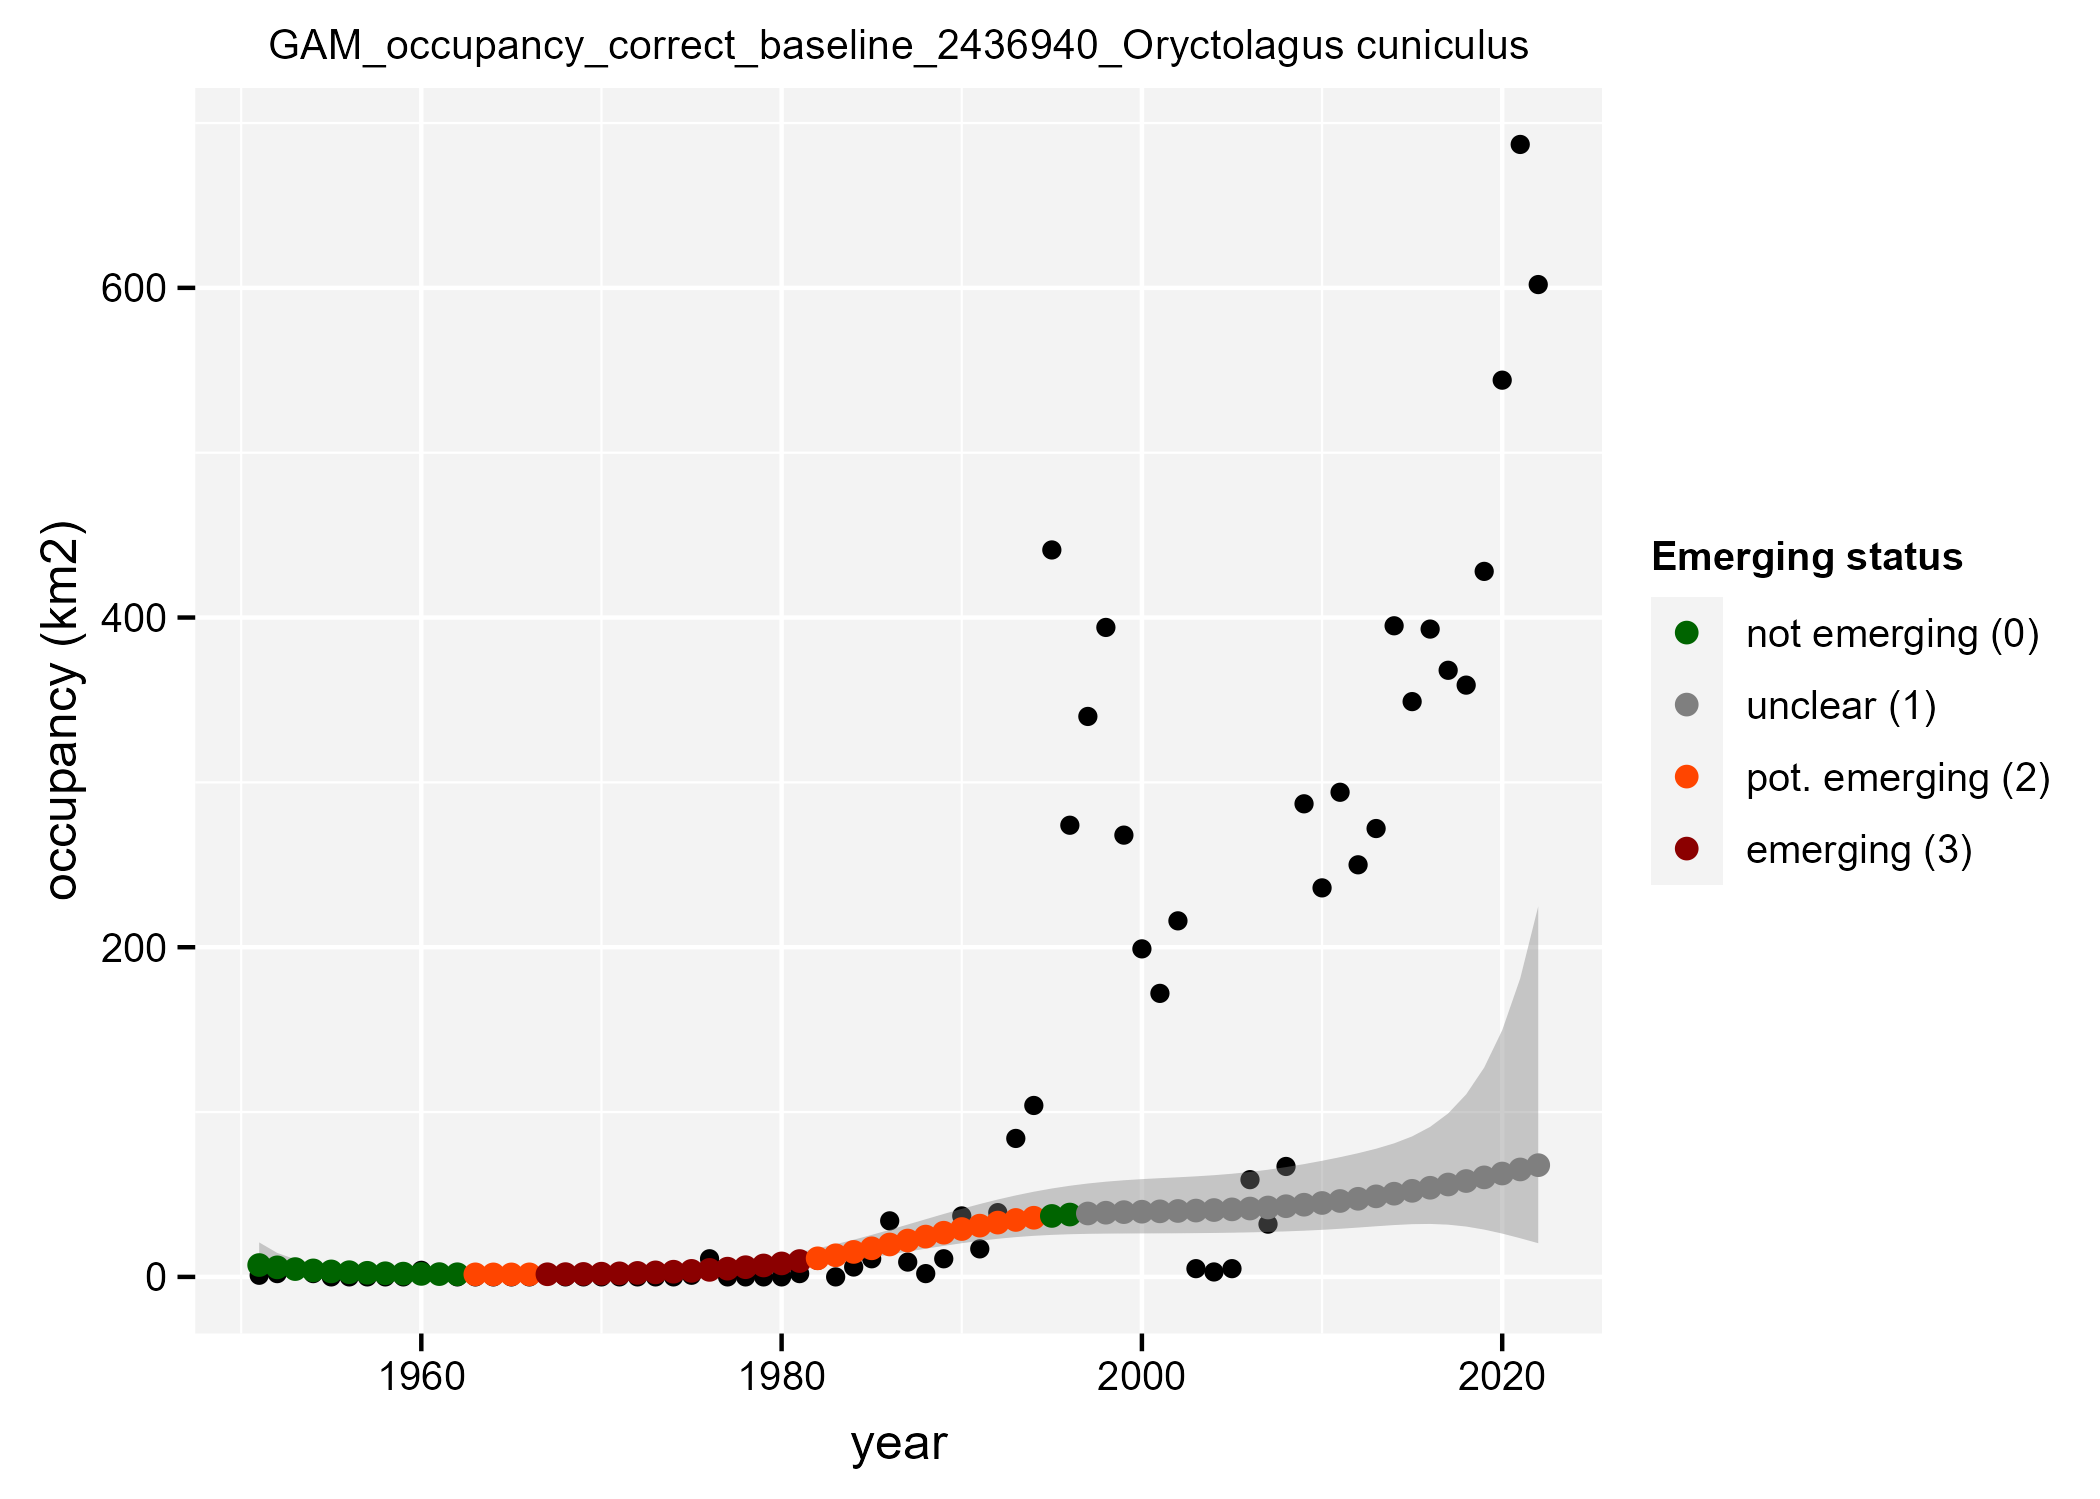 GAM_occupancy_correct_baseline_2436940_Oryctolagus cuniculus
occupancy (km2)
600
400
200
0
1960
1980
2000
2020
year
Emerging status
not emerging (0)
unclear (1)
pot. emerging (2)
emerging (3)